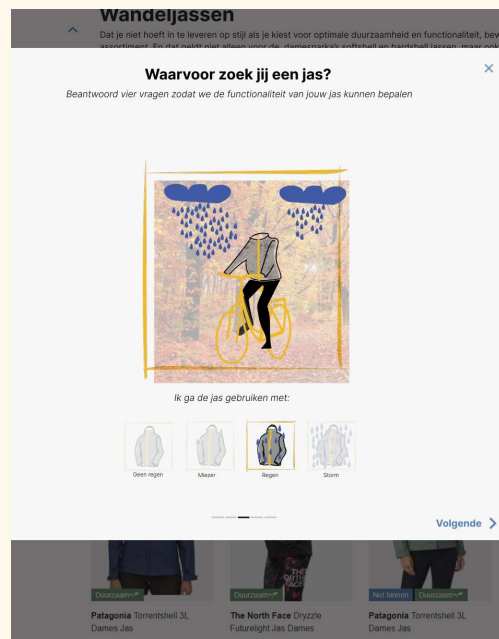 Wandeljassen
Dat je niet hoeft in te leveren op stijl als je kiest voor optimale duurzaamheid en functionaliteit, bew
assortiment. En dat geldt niet alleen voor de damesparka's softshell en hardshell jassen, maar ook
Waarvoor zoek jij een jas?
Beantwoord vier vragen zodat we de functionaliteit van jouw jas kunnen bepalen
Ik ga de jas gebruiken met:
Geen regen Miezer Regen Storm
Volgende
THE
NORTH
FACE
Duurzaam Duurzaam Net binnen Duurzaam
Patagonia Torrentshell 3L The North Face Dryzzle Patagonia Torrentshell 3L
Dames Jas Futurelight Jas Dames Dames Jas